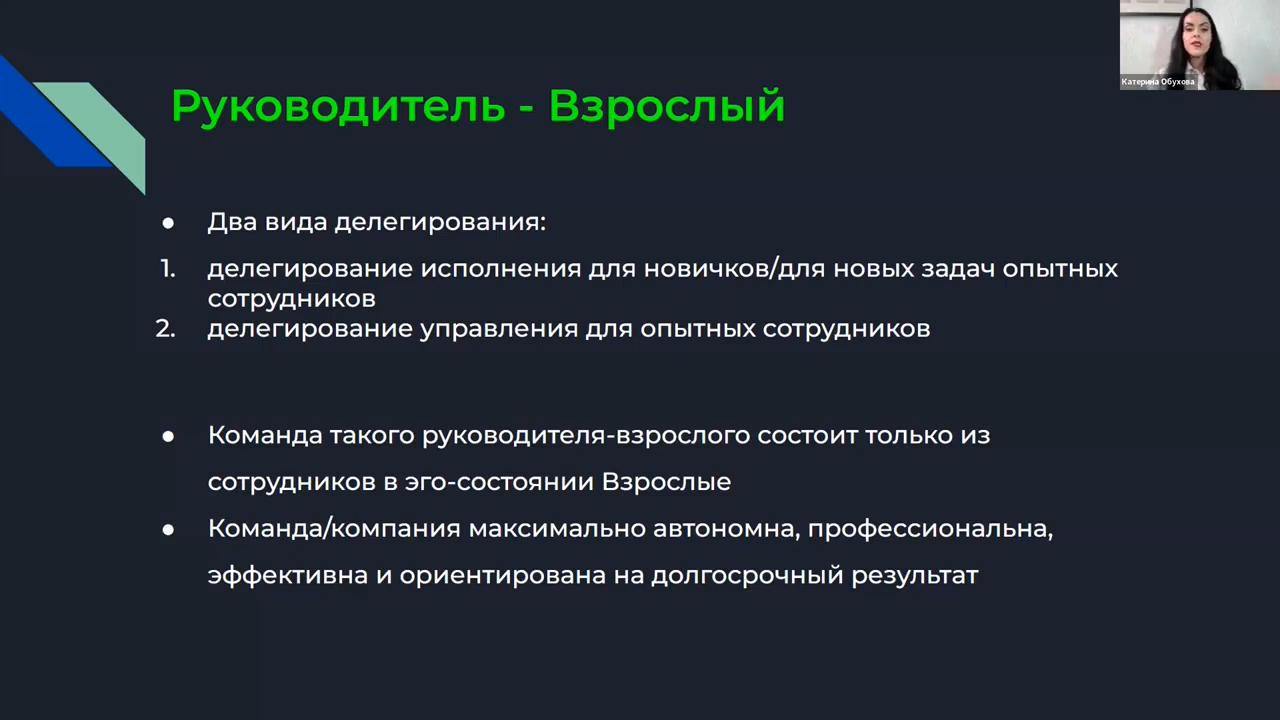 Катерина Обухова
Руководитель - Взрослый
● Два вида делегирования:
1. делегирование исполнения для новичков/для новых задач опытных
сотрудников
2. делегирование управления для опытных сотрудников
● Команда такого руководителя-взрослого состоит только из
сотрудников в эго-состоянии Взрослые
● Команда/компания максимально автономна, профессиональна,
эффективна и ориентирована на долгосрочный результат